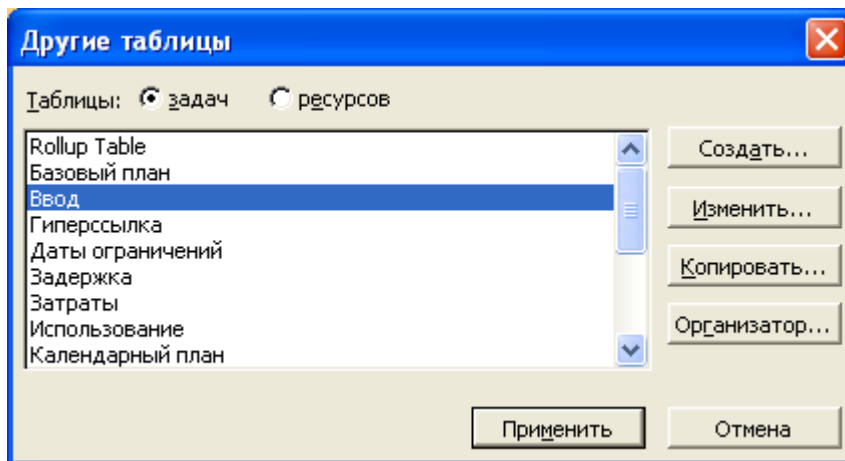 Другие таблицы
Таблицы: задач ресурсов
Rollup Table
Базовый план
Ввод
Гиперссылка
Даты ограничений
Задержка
Затраты
Использование
Календарный план
Создать...
Изменить...
Копировать...
Организатор...
Применить Отмена